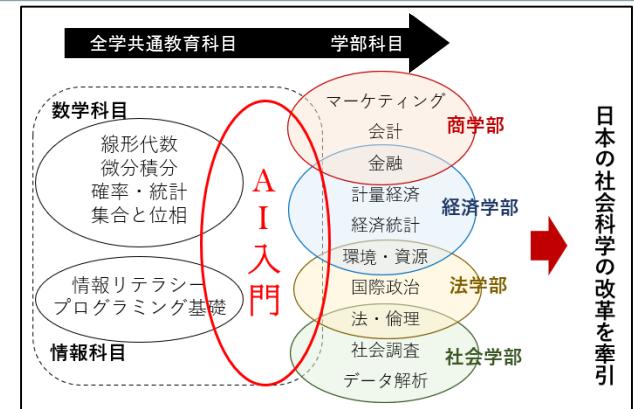 全学共通教育科目
学部科目
数学科目
線形代数
微分積分
確率・統計
集合と位相
情報リテラシー
プログラミング基礎
情報科目
AI入門
マーケティング
会計
商学部
金融
計量経済
経済学部
経済統計
環境・資源
国際政治
法学部
法・倫理
社会調査
社会学部
データ解析
日本の社会科学の改革を牽引